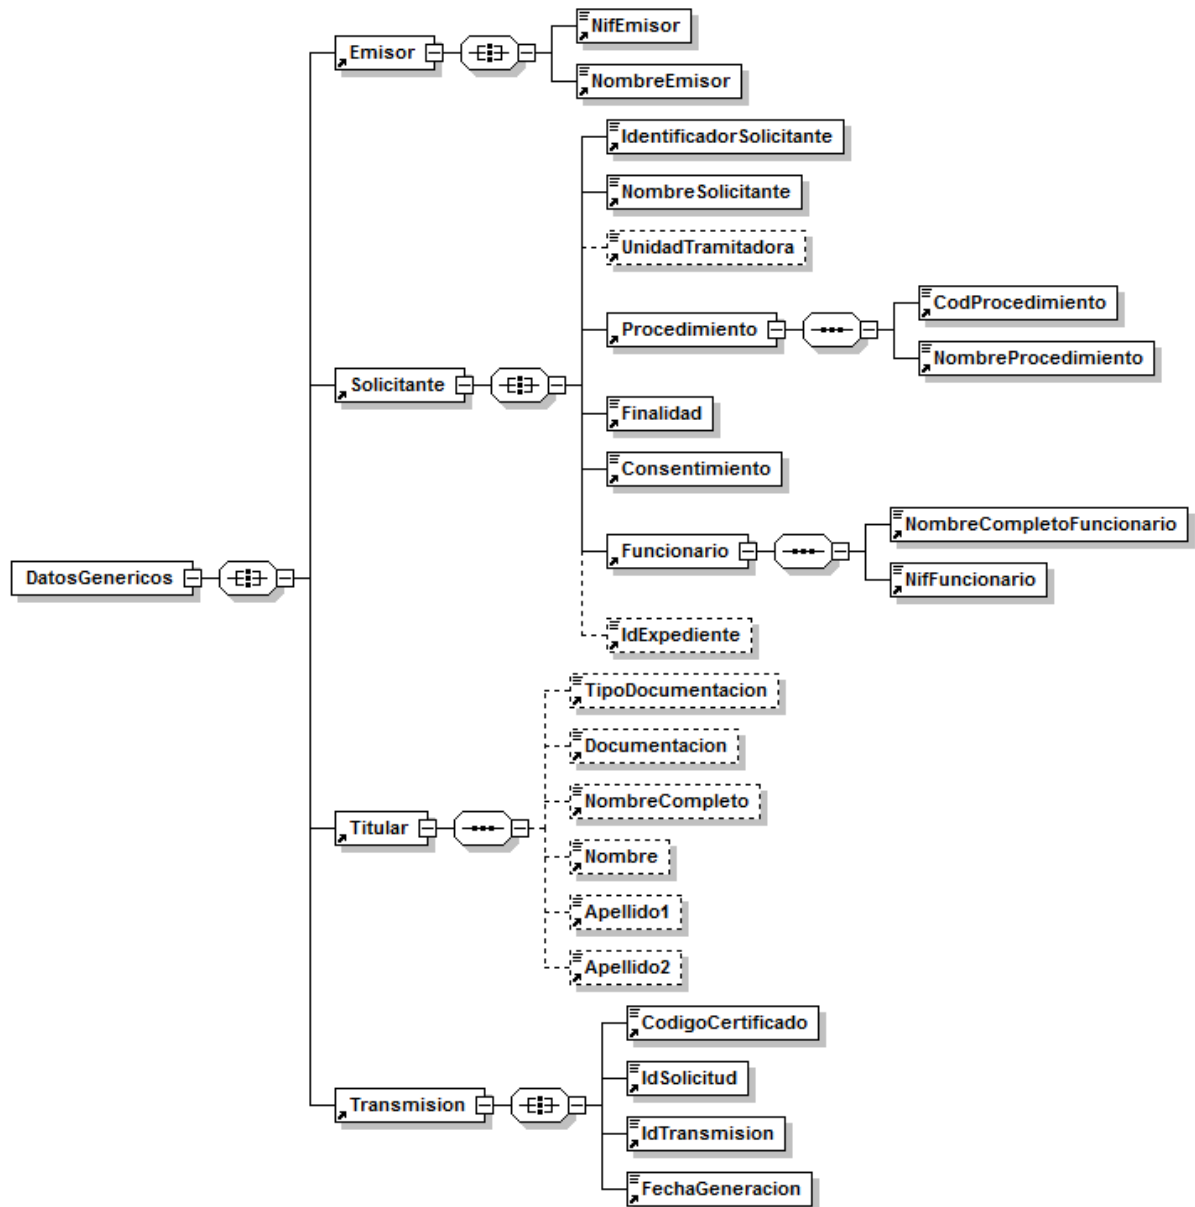 NifEmisor
Emisor
NombreEmisor
IdentificadorSolicitante
NombreSolicitante
UnidadTramitadora
CodProcedimiento
Procedimiento
NombreProcedimiento
Solicitante
Finalidad
Consentimiento
NombreCompletoFuncionario
Funcionario
NifFuncionario
DatosGenericos
IdExpediente
TipoDocumentacion
Documentacion
NombreCompleto
Titular
Nombre
Apellido1
Apellido2
CodigoCertificado
IdSolicitud
Transmision
IdTransmision
FechaGeneracion